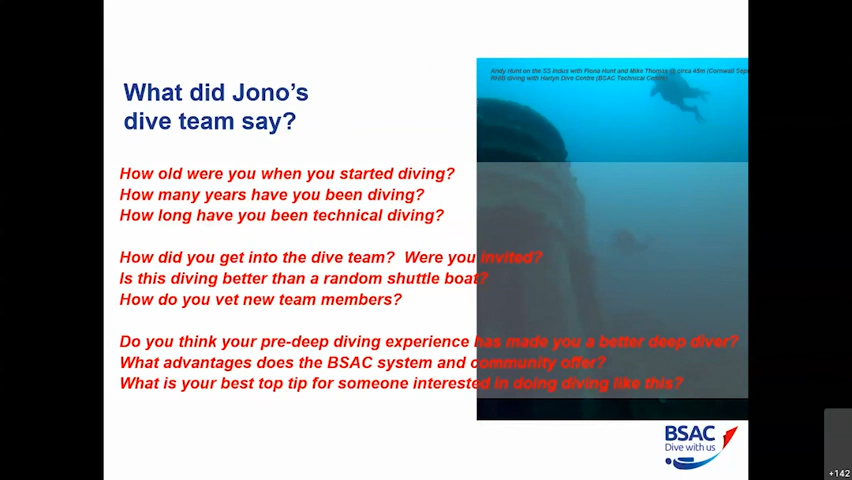 What did Jono's
dive team say?
Andy Hunt on the SS Indus with Fiona Hunt and Mike Thomas @ circa 45m (Cornwall Sep
RHIB diving with Harlyn Dive Centre (BSAC Technical Centre)
How old were you when you started diving?
How many years have you been diving?
How long have you been technical diving?
How did you get into the dive team? Were you invited?
Is this diving better than a random shuttle boat?
How do you vet new team members?
Do you think your pre-deep diving experience has made you a better deep diver?
What advantages does the BSAC system and community offer?
What is your best top tip for someone interested in doing diving like this?
BSAC
Dive with us
+142